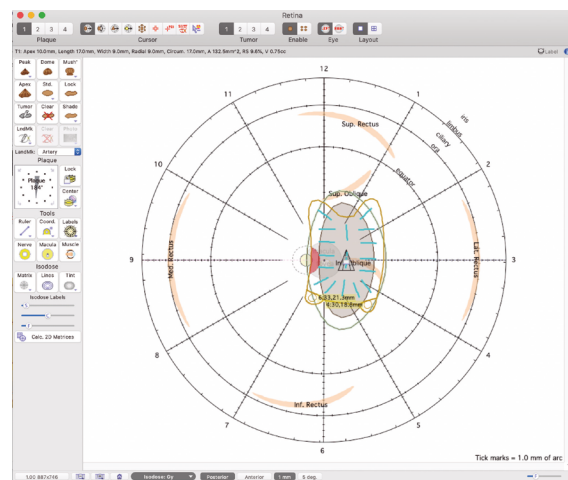 Retina
1 2 3 4
1 2 3 4
Plaque
Cursor
Tumor
Enable
Eye
Layout
T1: Apex 10.0mm, Length 17.0mm, Width 9.0mm, Radial 9.0mm, Circum. 17.0mm, A 132.5mm^2, RS 9.6%, V 0.75cc
Label
Peak Dome Mush'
Apex Std. Lock
Tumor Clear Shade
LndMk Clear Photo
LandMk: Artery
Plaque
Plaque
184°
Lock
Center
Tools
Ruler Coord. Labels
Nerve Macula Muscle
Isodose
Matrix Lines Tint
Isodose Labels
Calc. 2D Matrices
12
1
2
3
4
5
6
7
8
9
10
11
iris
limbus
ciliary
ora
equator
Sup. Rectus
Sup. Oblique
Med. Rectus
Lat. Rectus
Inf. Oblique
Inf. Rectus
Tick marks = 1.0 mm of arc
1.00 887x796
Isodose: Gy
Posterior
Anterior
1 mm
5 deg.